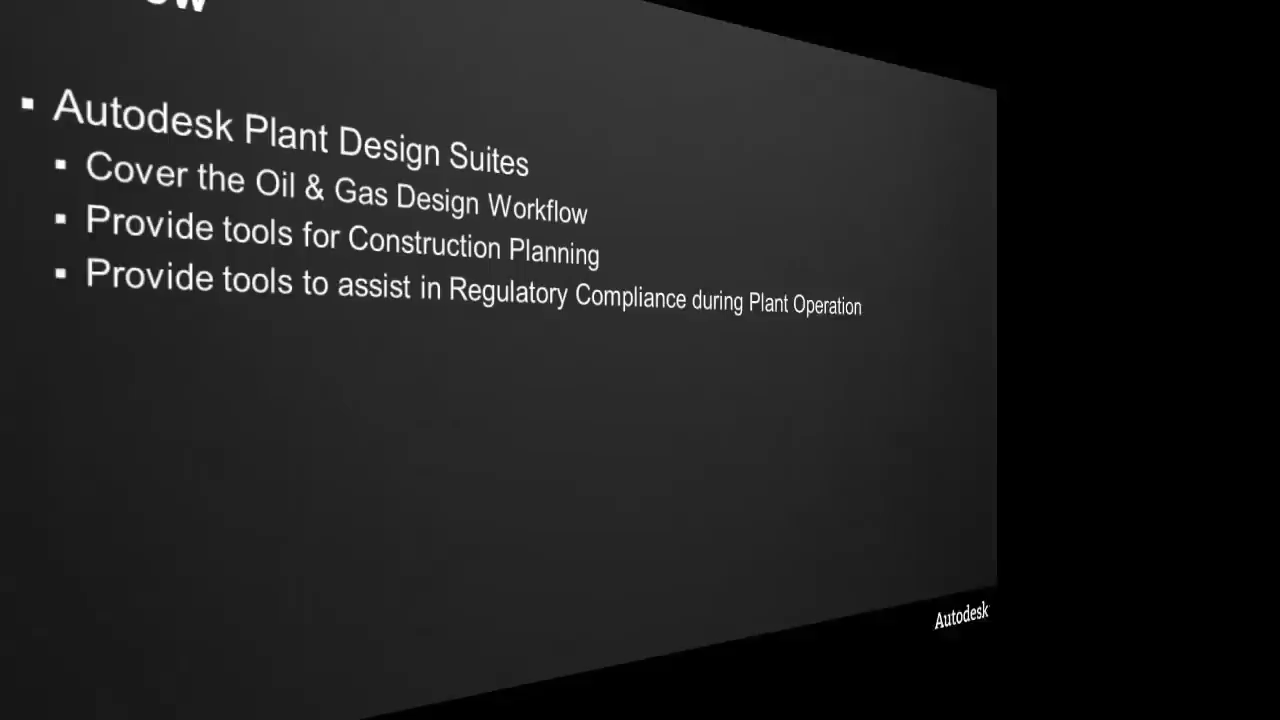 Autodesk Plant Design Suites
Cover the Oil & Gas Design Workflow
Provide tools for Construction Planning
Provide tools to assist in Regulatory Compliance during Plant Operation
Autodesk